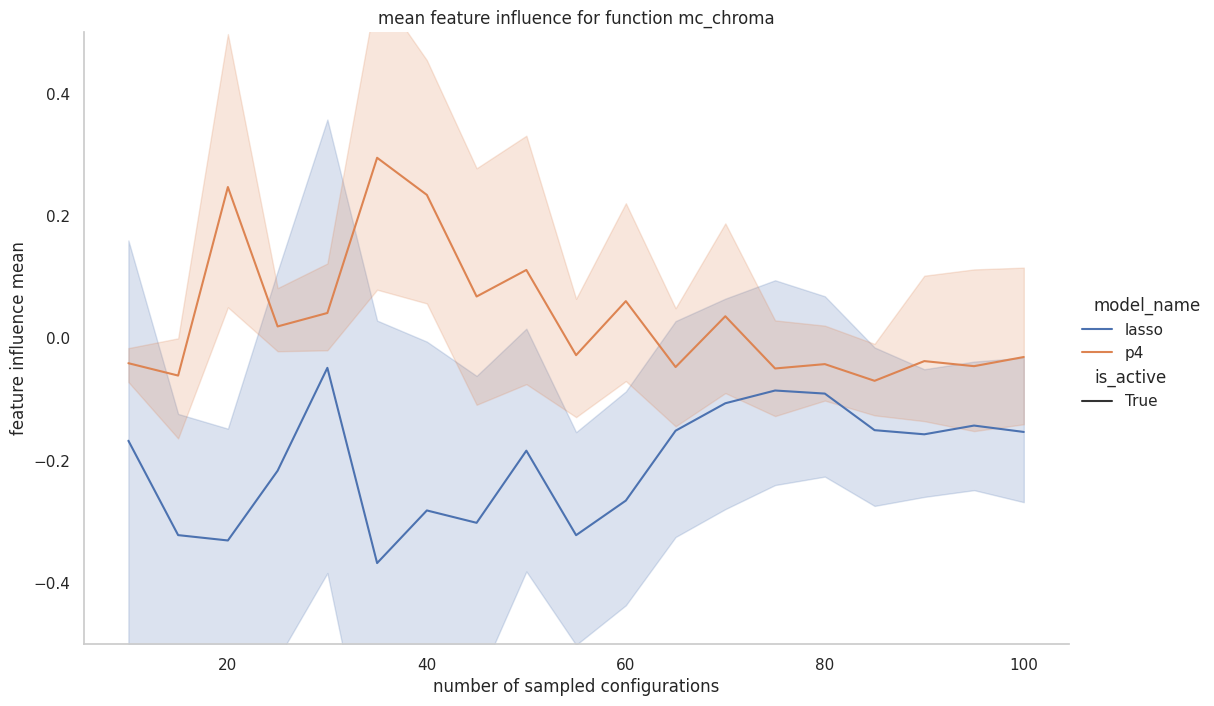 mean feature influence for function mc_chroma
feature influence mean
0.4
0.2
0.0
−0.2
−0.4
20
40
60
80
100
number of sampled configurations
model_name
lasso
p4
is_active
True